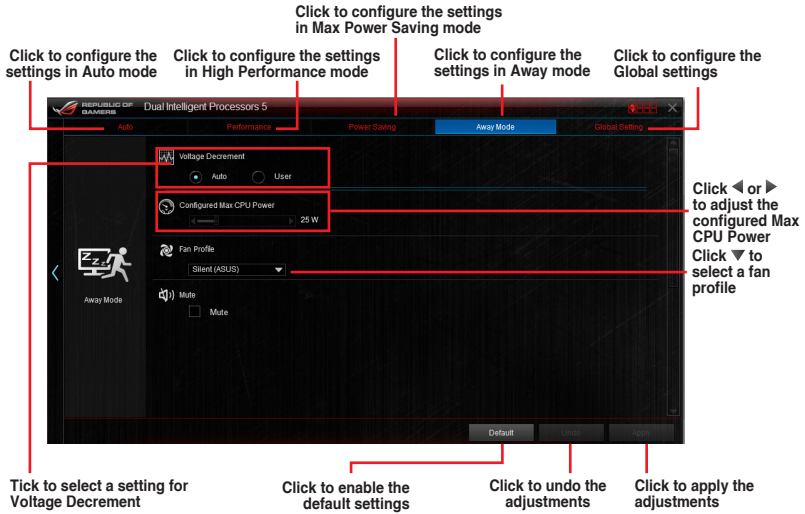 Click to configure the settings
in Max Power Saving mode
Click to configure the
settings in Auto mode
Click to configure the settings
in High Performance mode
Click to configure the
settings in Away mode
Click to configure the
Global settings
REPUBLIC OF
GAMERS
Dual Intelligent Processors 5
Auto
Performance
Power Saving
Away Mode
Global Setting
Voltage Decrement
Auto
User
Configured Max CPU Power
25 W
Fan Profile
Silent (ASUS)
Mute
Mute
Zzz
Away Mode
Default
Undo
Apply
Click ◀ or ▶
to adjust the
configured Max
CPU Power
Click ▼ to
select a fan
profile
Tick to select a setting for
Voltage Decrement
Click to enable the
default settings
Click to undo the
adjustments
Click to apply the
adjustments